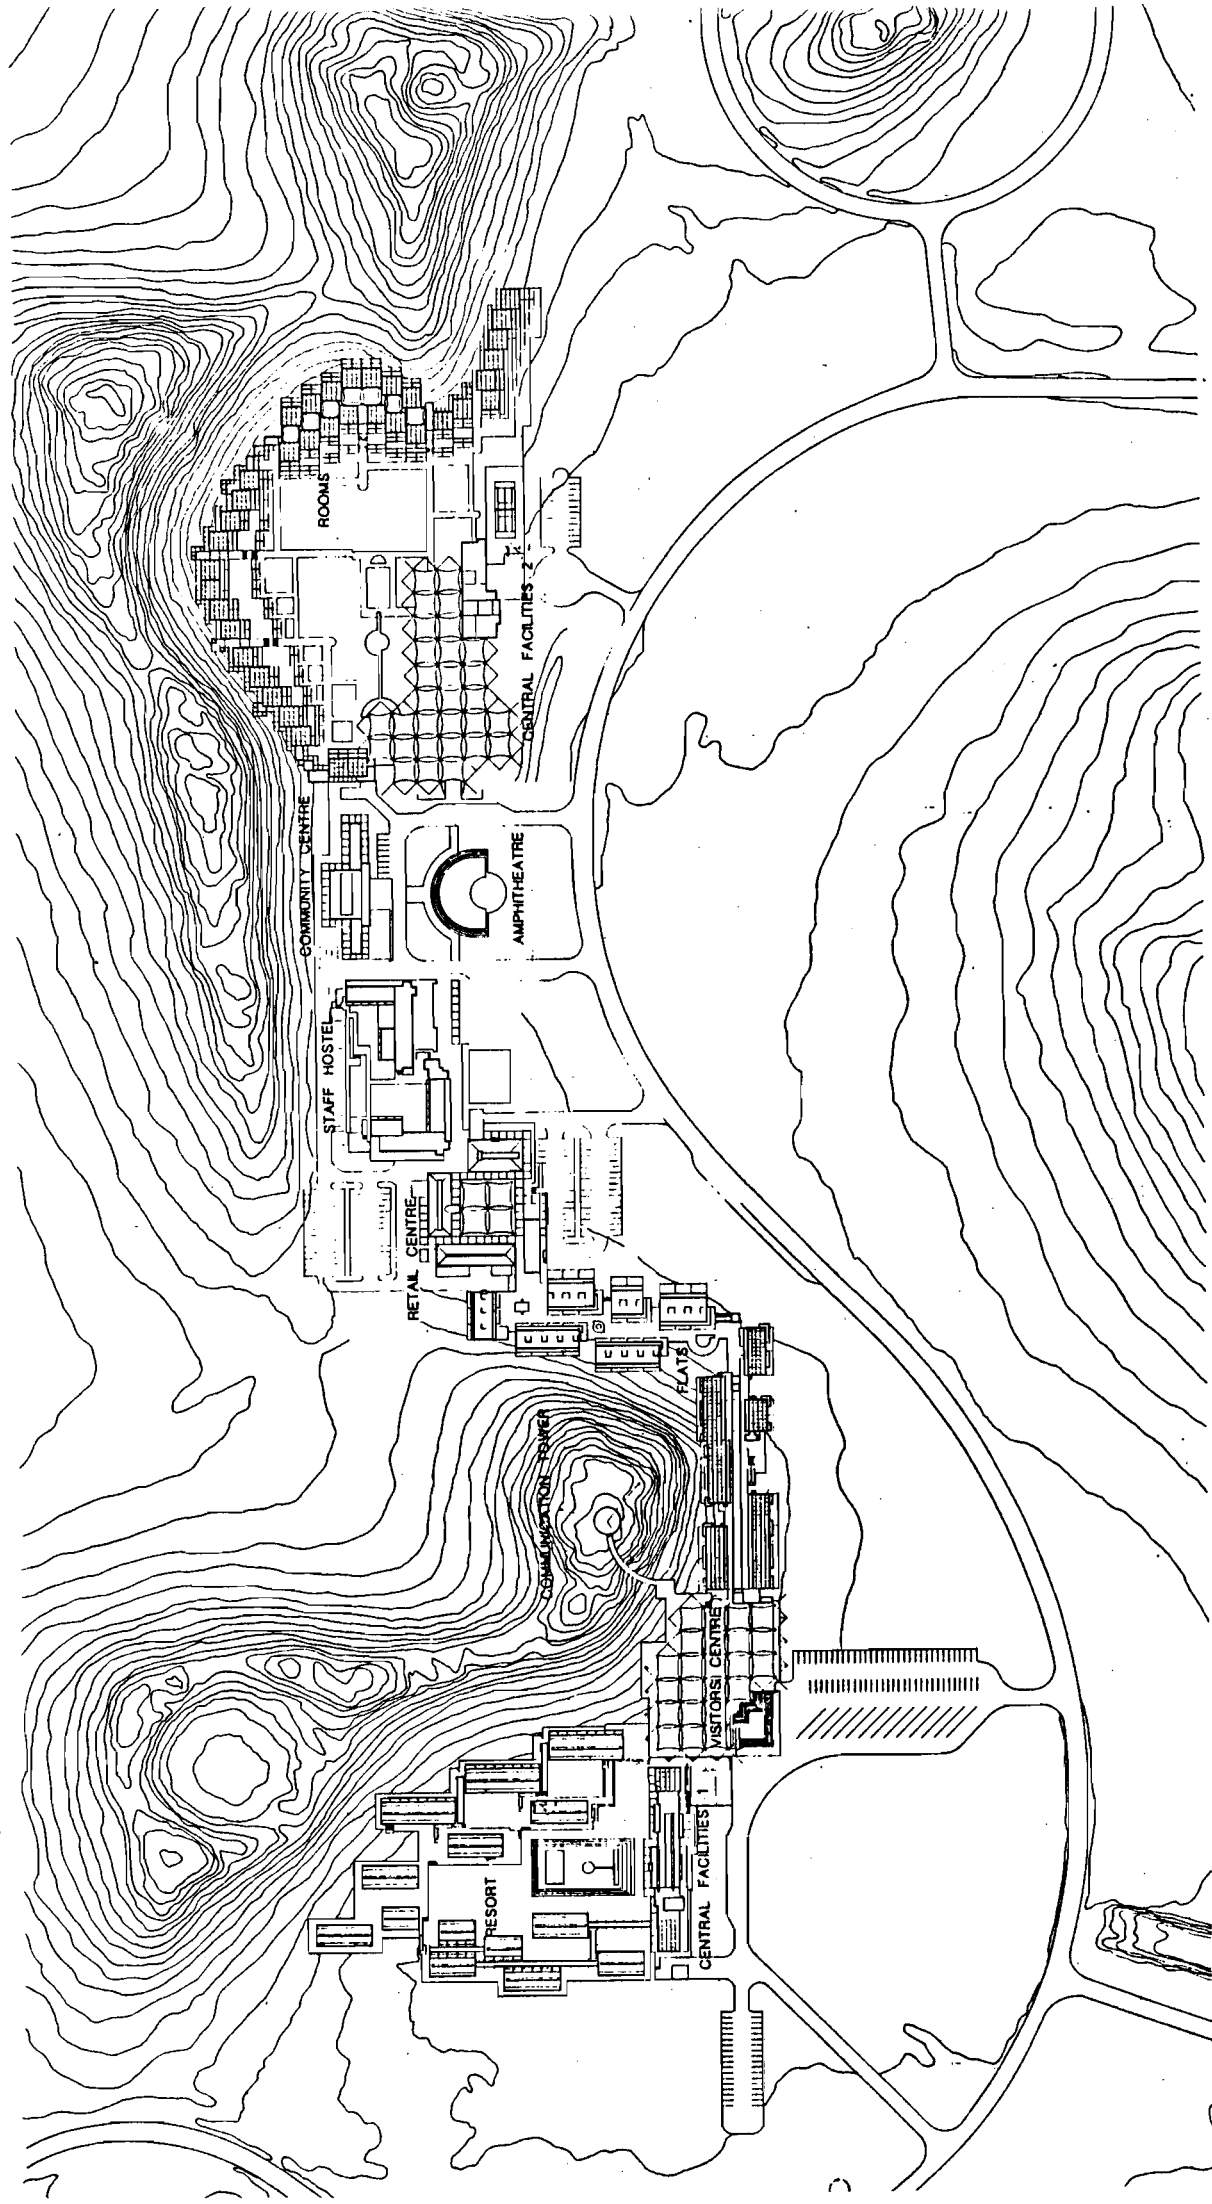 ROOMS
CENTRAL FACILITIES 2
COMMUNITY CENTRE
AMPHITHEATRE
STAFF HOSTEL
RETAIL CENTRE
FLATS
COMMUNICATION TOWER
VISITORS CENTRE
RESORT
CENTRAL FACILITIES 1